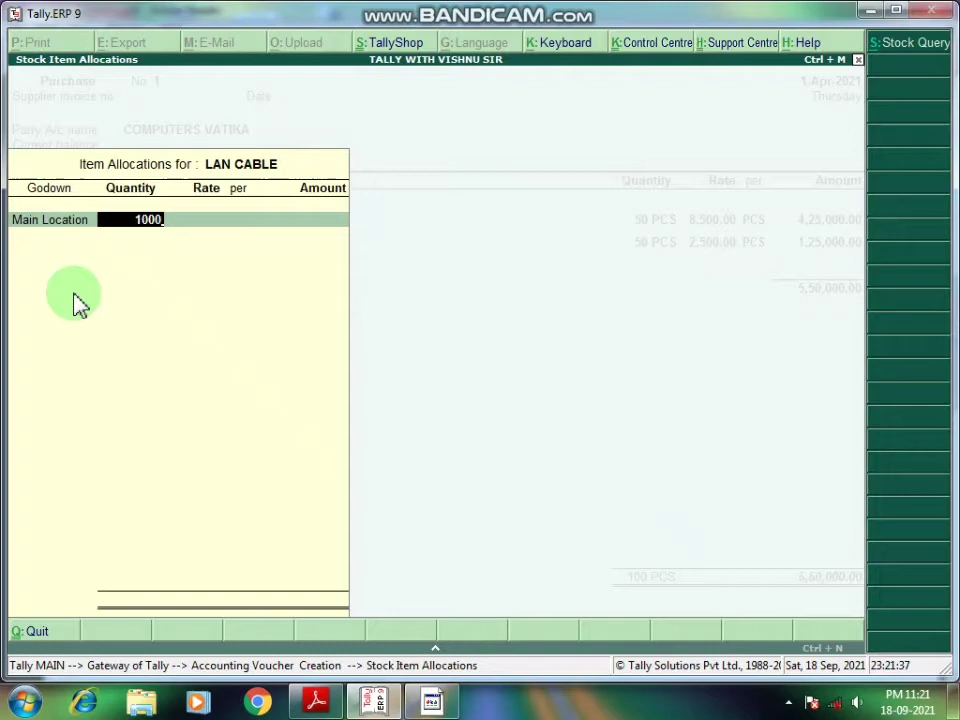 Tally.ERP 9
www.BANDICAM.com
P: Print E: Export M: E-Mail O: Upload S: TallyShop G: Language K: Keyboard K: Control Centre H: Support Centre H: Help S: Stock Query
Stock Item Allocations TALLY WITH VISHNU SIR Ctrl + M
Purchase No. 1 1-Apr-2021
Supplier invoice no. Date Thursday
Party A/c name COMPUTERS VATIKA
Current balance
Item Allocations for : LAN CABLE
Godown Quantity Rate per Amount
Quantity Rate per Amount
Main Location 1000
50 PCS 8,500.00 PCS 4,25,000.00
50 PCS 2,500.00 PCS 1,25,000.00
5,50,000.00
100 PCS 5,50,000.00
Q: Quit
Ctrl + N
Tally MAIN --> Gateway of Tally --> Accounting Voucher Creation --> Stock Item Allocations © Tally Solutions Pvt Ltd., 1988-20 Sat, 18 Sep, 2021 23:21:37
PM 11:21
18-09-2021